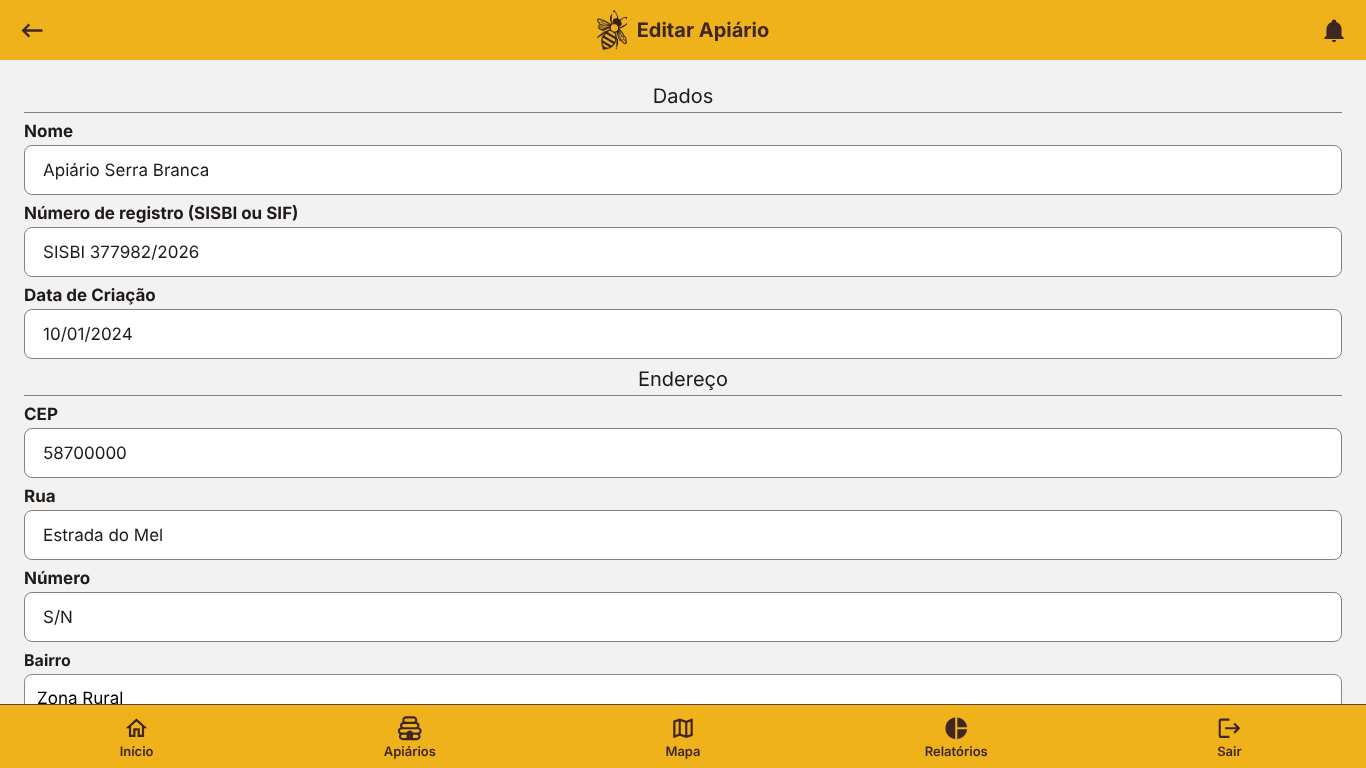 Editar Apiário
Dados
Nome
Apiário Serra Branca
Número de registro (SISBI ou SIF)
SISBI 377982/2026
Data de Criação
10/01/2024
Endereço
CEP
58700000
Rua
Estrada do Mel
Número
S/N
Bairro
Zona Rural
Início
Apiários
Mapa
Relatórios
Sair